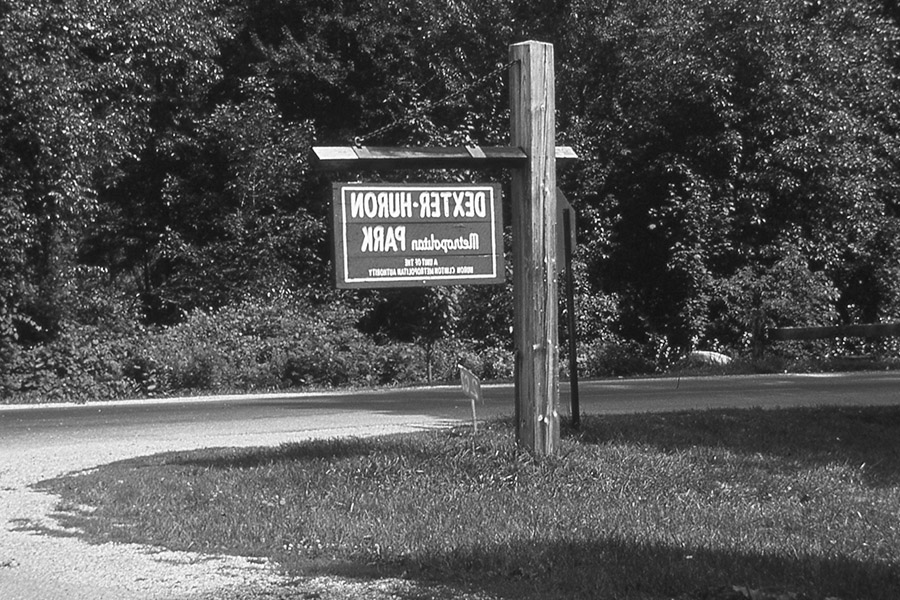 DEXTER-HURON
Metropolitan PARK
A UNIT OF THE
HURON CLINTON METROPOLITAN AUTHORITY